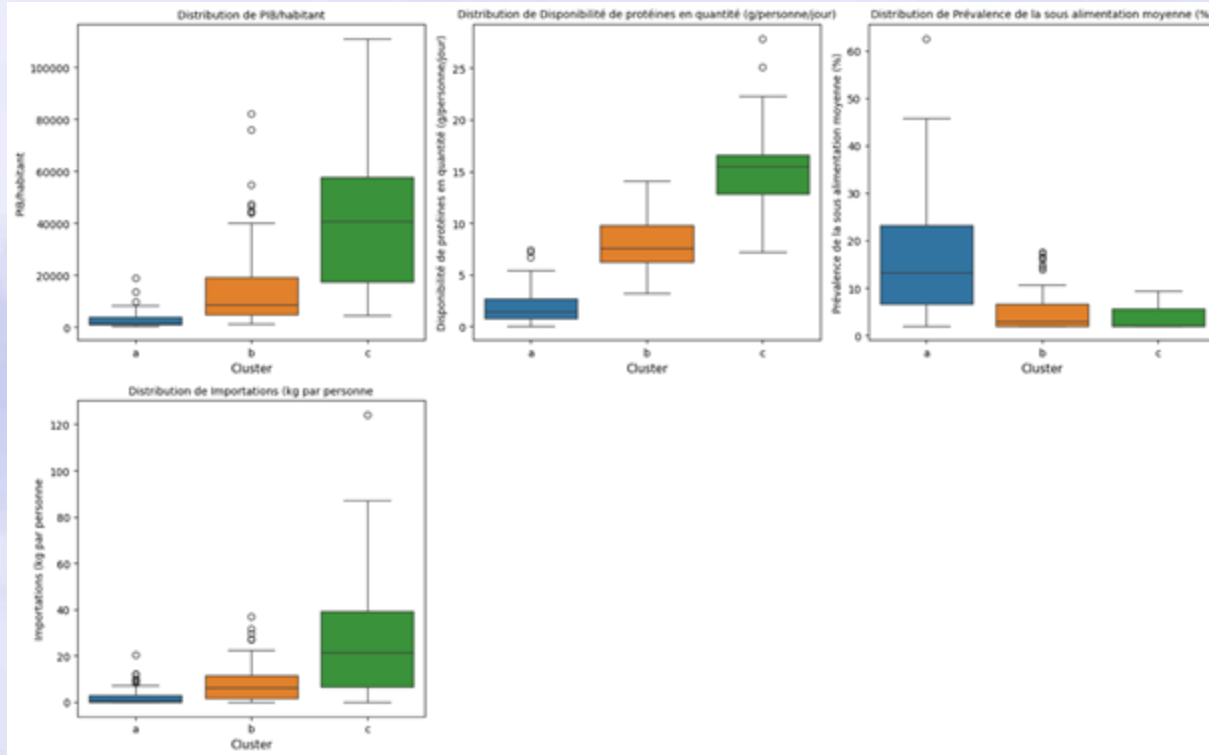 Distribution de PIB/habitant
PIB/habitant
100000
80000
60000
40000
20000
0
a b c
Cluster
Distribution de Disponibilité de protéines en quantité (g/personne/jour)
Disponibilité de protéines en quantité (g/personne/jour)
25
20
15
10
5
0
a b c
Cluster
Distribution de Prévalence de la sous alimentation moyenne (%
Prévalence de la sous alimentation moyenne (%)
60
50
40
30
20
10
0
a b c
Cluster
Distribution de Importations (kg par personne
Importations (kg par personne
120
100
80
60
40
20
0
a b c
Cluster